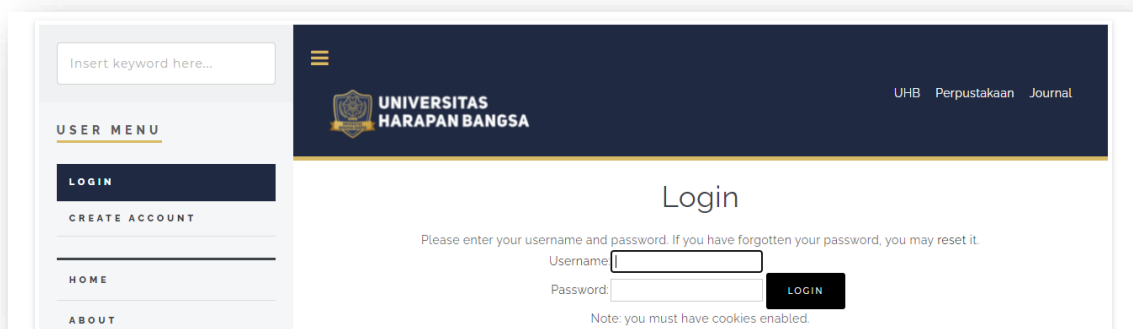 Insert keyword here...
USER MENU
LOGIN
CREATE ACCOUNT
HOME
ABOUT
UNIVERSITAS
HARAPAN BANGSA
UHB Perpustakaan Journal
Login
Please enter your username and password. If you have forgotten your password, you may reset it.
Username:
Password:
LOGIN
Note: you must have cookies enabled.